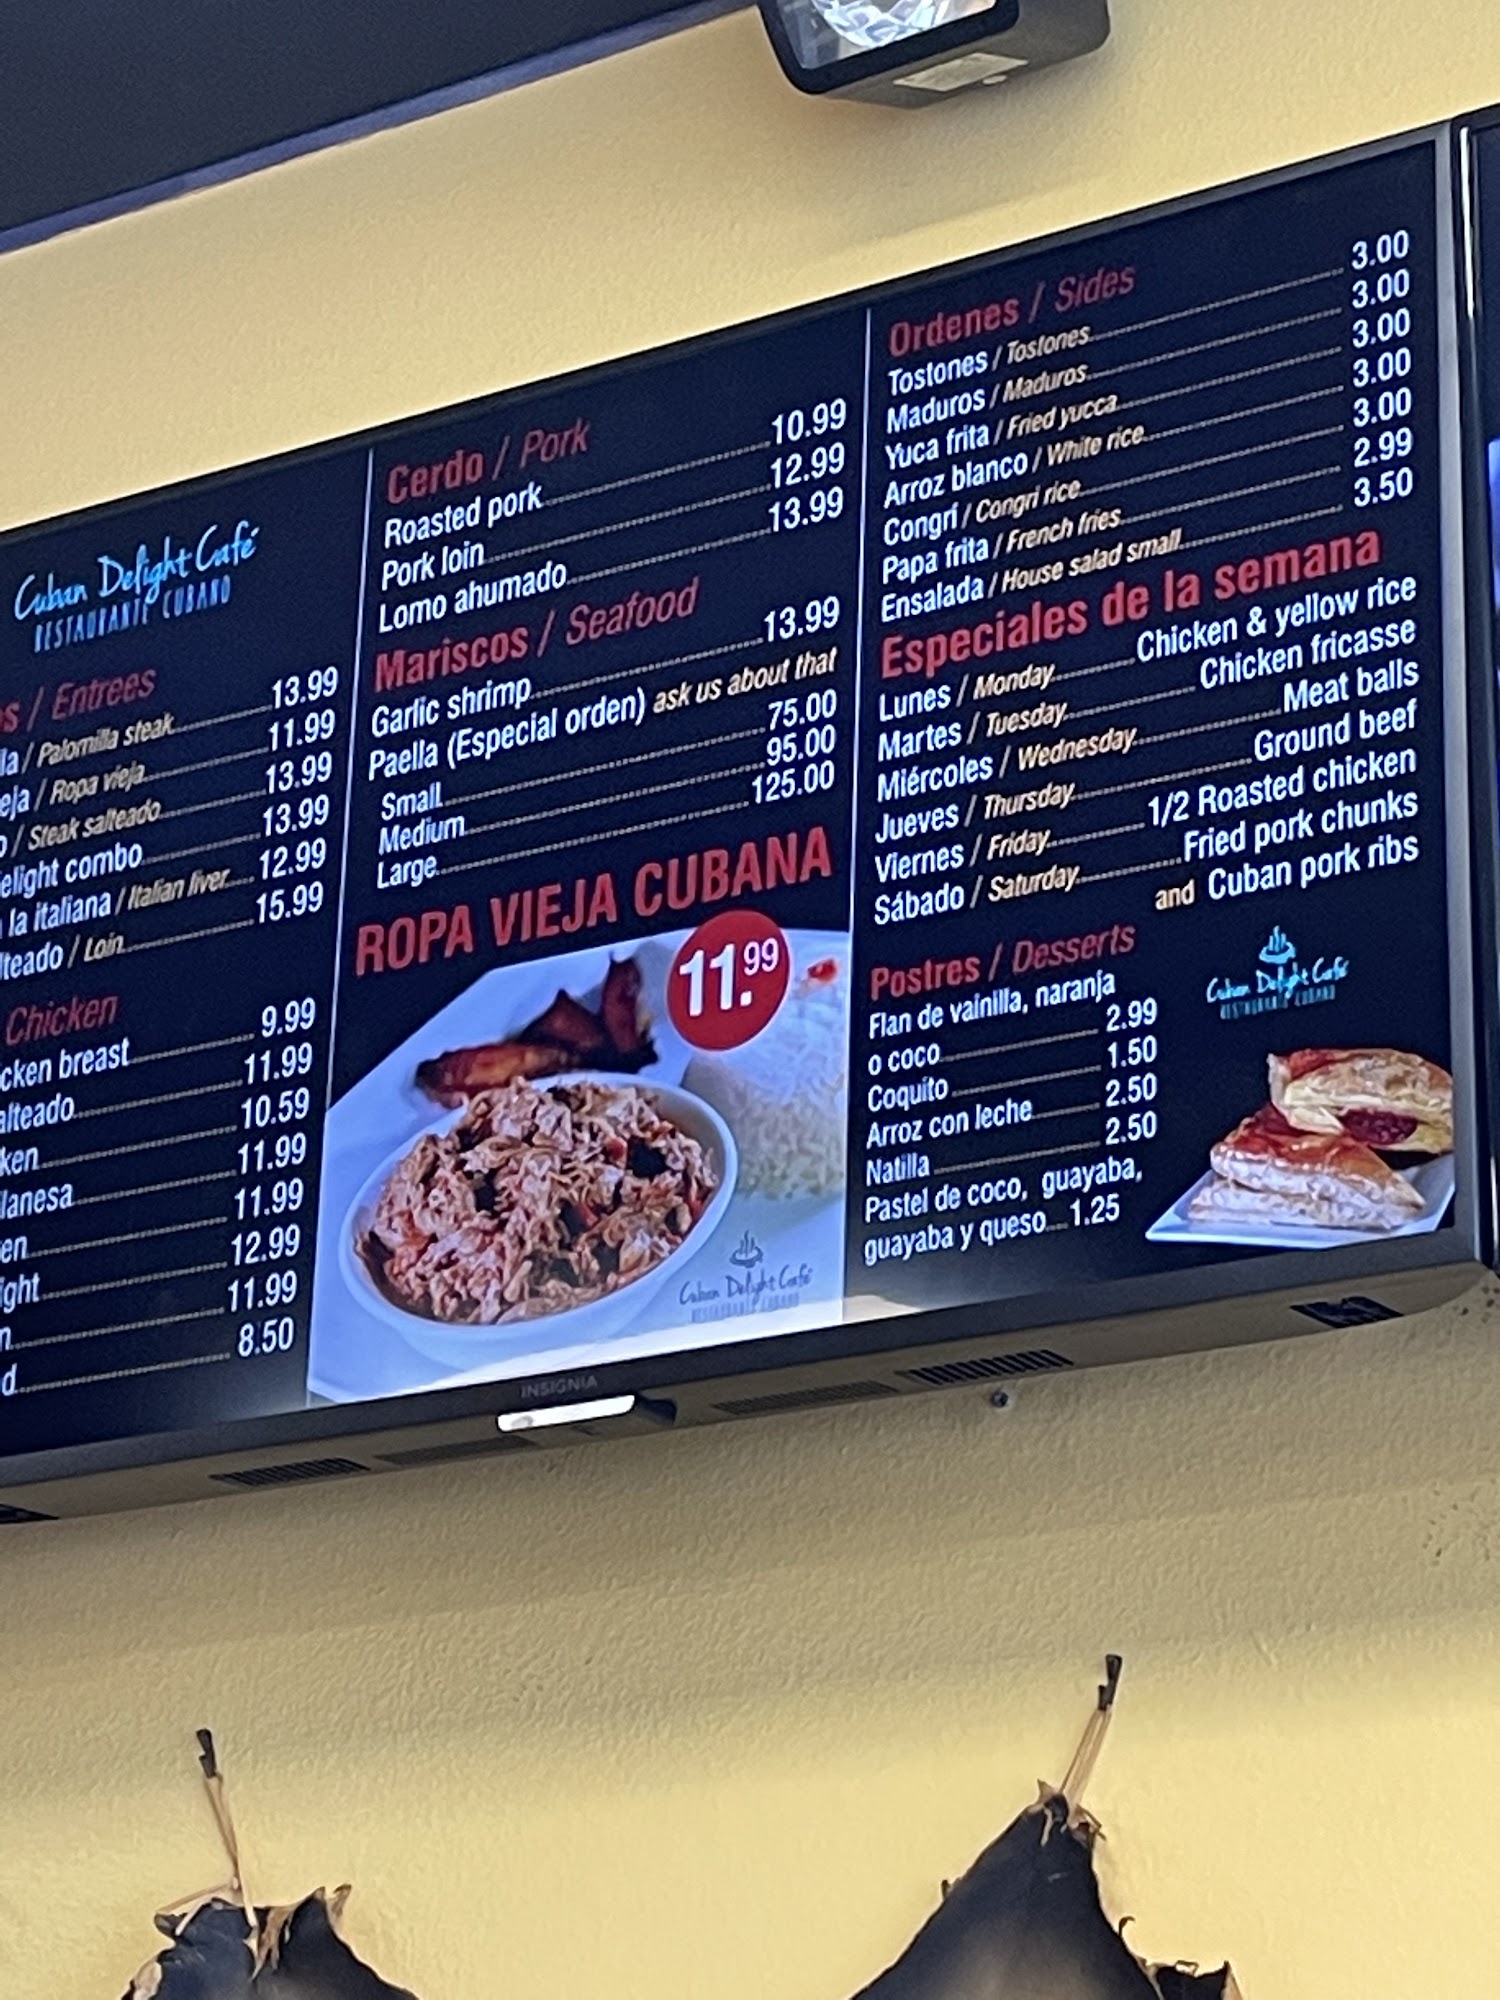 Cuban Delight Café
RESTAURANTE CUBANO
/ Entrees
/ Palomilla steak 13.99
/ Ropa vieja 11.99
/ Steak salteado 13.99
combo 13.99
la italiana / Italian liver 12.99
/ Loin 15.99
Chicken
breast 9.99
11.99
10.59
11.99
11.99
12.99
11.99
8.50
Cerdo / Pork
Roasted pork 10.99
Pork loin 12.99
Lomo ahumado 13.99
Mariscos / Seafood
Garlic shrimp 13.99
Paella (Especial orden) ask us about that
Small 75.00
Medium 95.00
Large 125.00
ROPA VIEJA CUBANA
11.99
Cuban Delight Café
RESTAURANTE CUBANO
INSIGNIA
Ordenes / Sides
Tostones / Tostones 3.00
Maduros / Maduros 3.00
Yuca frita / Fried yucca 3.00
Arroz blanco / White rice 3.00
Congrí / Congri rice 3.00
Papa frita / French fries 2.99
Ensalada / House salad small 3.50
Especiales de la semana
Lunes / Monday Chicken & yellow rice
Martes / Tuesday Chicken fricasse
Miércoles / Wednesday Meat balls
Jueves / Thursday Ground beef
Viernes / Friday 1/2 Roasted chicken
Sábado / Saturday Fried pork chunks
and Cuban pork ribs
Postres / Desserts
Flan de vainilla, naranja
o coco 2.99
Coquito 1.50
Arroz con leche 2.50
Natilla 2.50
Pastel de coco, guayaba,
guayaba y queso 1.25
Cuban Delight Café
RESTAURANTE CUBANO